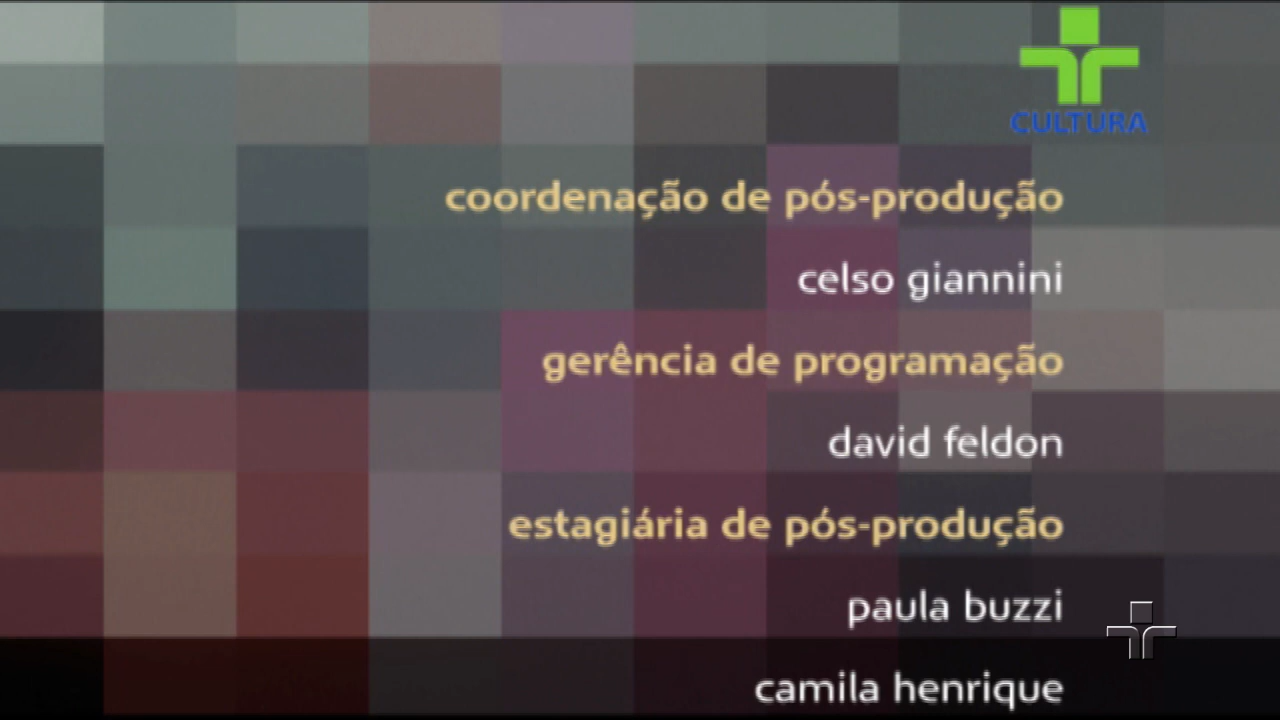 CULTURA
coordenação de pós-produção
celso giannini
gerência de programação
david feldon
estagiária de pós-produção
paula buzzi
camila henrique